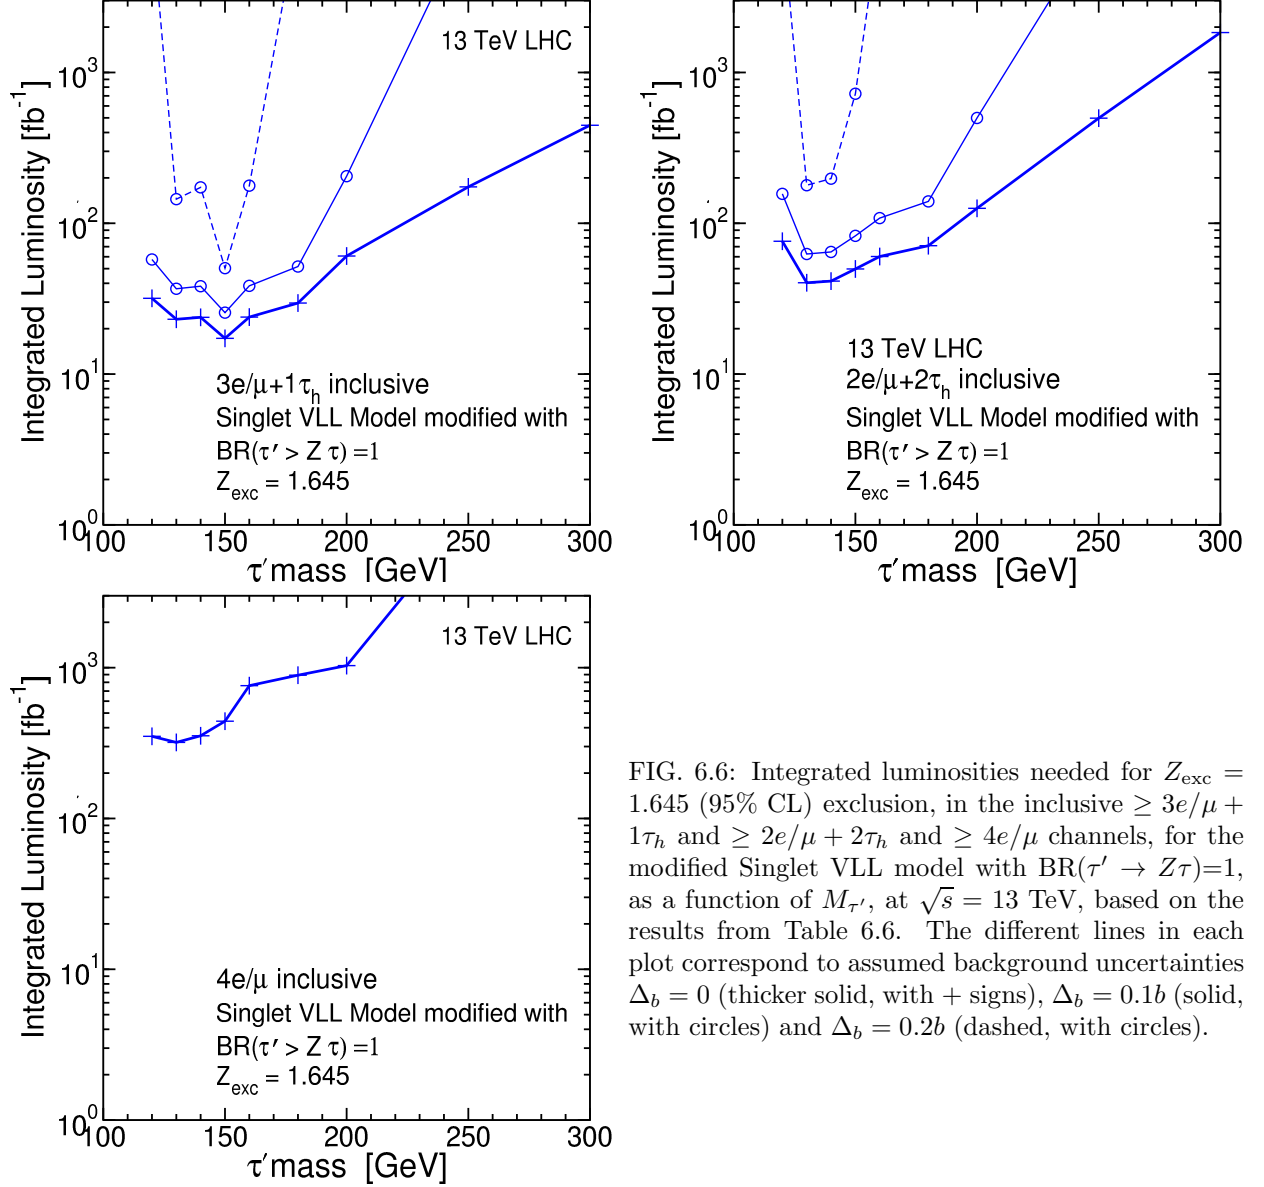 13 TeV LHC
10^3
10^2
10^1
10^0
Integrated Luminosity [fb^-1]
3e/μ+1τ_h inclusive
Singlet VLL Model modified with
BR(τ′ > Z τ) =1
Z_exc = 1.645
100 150 200 250 300
τ′mass [GeV]
10^3
10^2
10^1
10^0
Integrated Luminosity [fb^-1]
13 TeV LHC
2e/μ+2τ_h inclusive
Singlet VLL Model modified with
BR(τ′ > Z τ) =1
Z_exc = 1.645
100 150 200 250 300
τ′mass [GeV]
13 TeV LHC
10^3
10^2
10^1
10^0
Integrated Luminosity [fb^-1]
4e/μ inclusive
Singlet VLL Model modified with
BR(τ′ > Z τ) =1
Z_exc = 1.645
100 150 200 250 300
τ′mass [GeV]
FIG. 6.6: Integrated luminosities needed for Z_exc =
1.645 (95% CL) exclusion, in the inclusive ≥ 3e/μ +
1τ_h and ≥ 2e/μ + 2τ_h and ≥ 4e/μ channels, for the
modified Singlet VLL model with BR(τ′ → Zτ)=1,
as a function of M_τ′, at √s = 13 TeV, based on the
results from Table 6.6. The different lines in each
plot correspond to assumed background uncertainties
Δ_b = 0 (thicker solid, with + signs), Δ_b = 0.1b (solid,
with circles) and Δ_b = 0.2b (dashed, with circles).